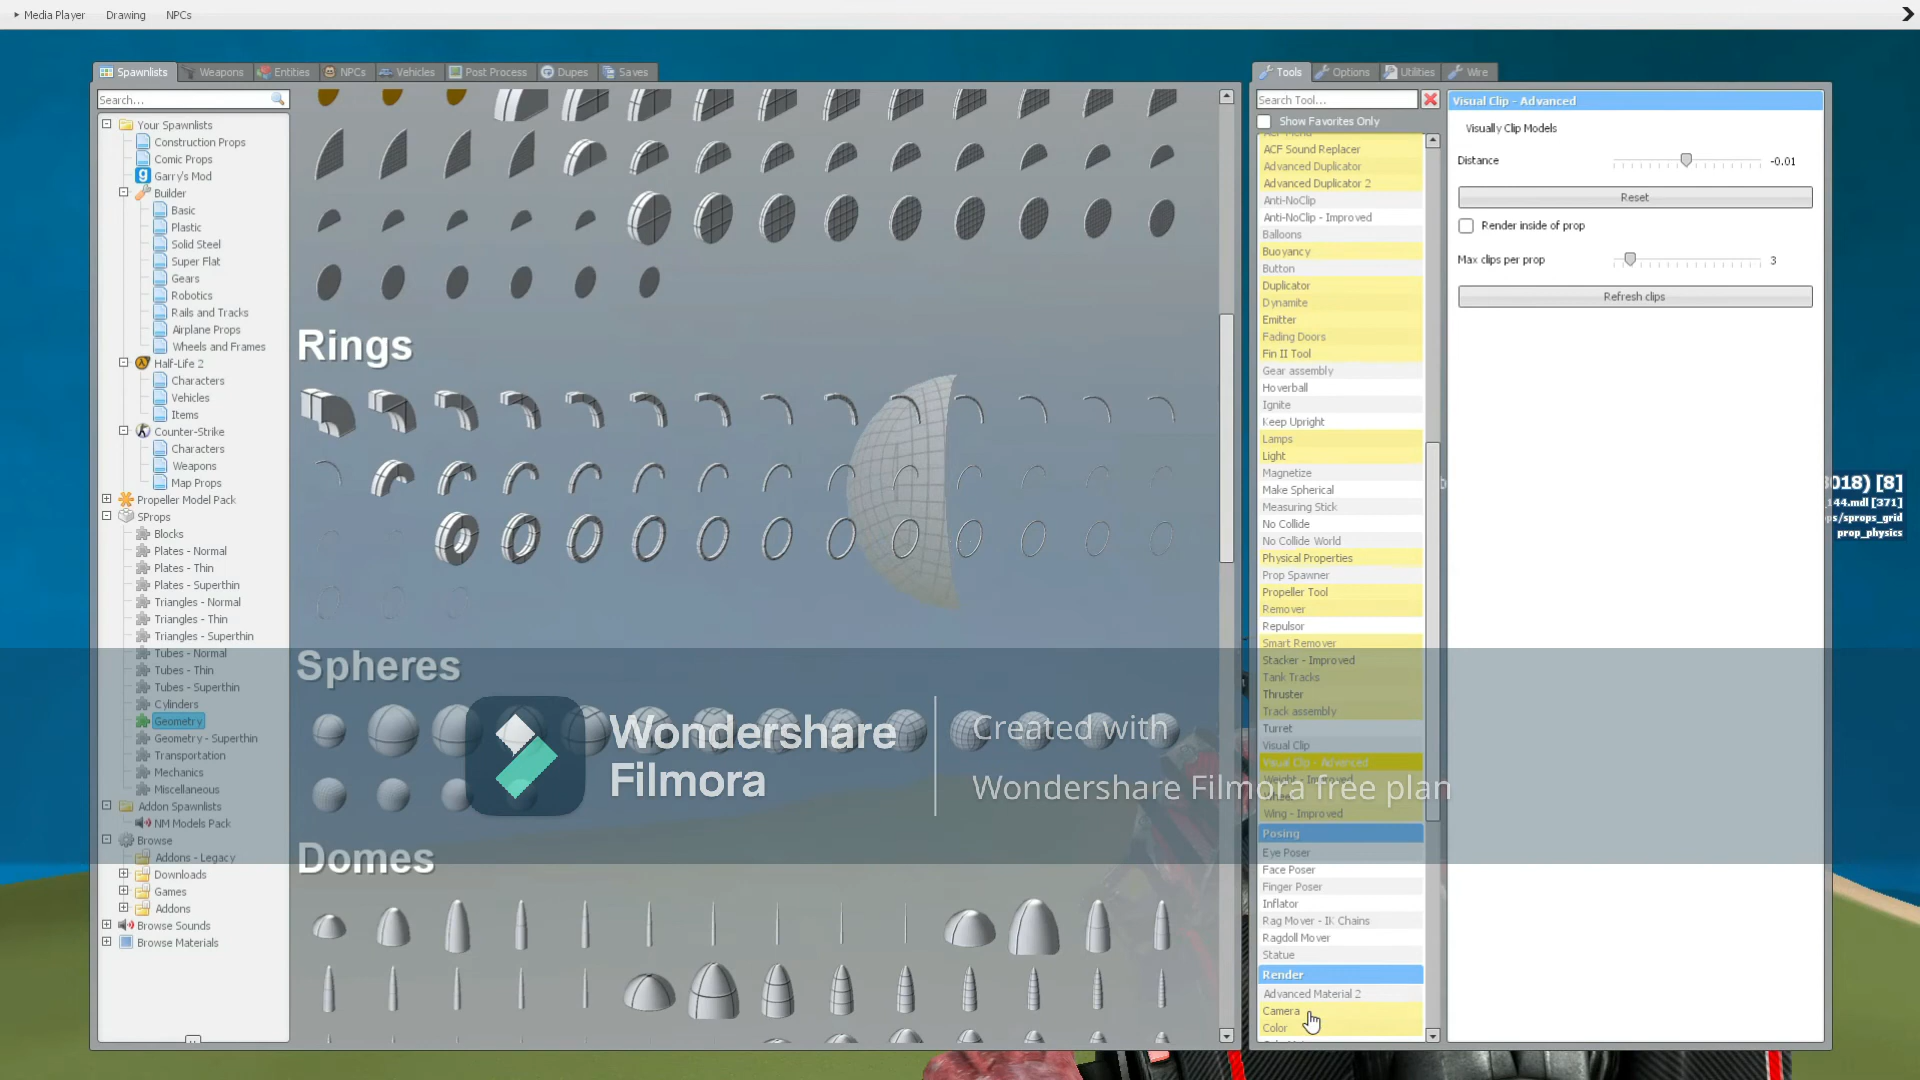 Media Player Drawing NPCs
Spawnlists Weapons Entities NPCs Vehicles Post Process Dupes Saves
Search...
Your Spawnlists
Construction Props
Comic Props
Garry's Mod
Builder
Basic
Plastic
Solid Steel
Super Flat
Gears
Robotics
Rails and Tracks
Airplane Props
Wheels and Frames
Half-Life 2
Characters
Vehicles
Items
Counter-Strike
Characters
Weapons
Map Props
Propeller Model Pack
SProps
Blocks
Plates - Normal
Plates - Thin
Plates - Superthin
Triangles - Normal
Triangles - Thin
Triangles - Superthin
Tubes - Normal
Tubes - Thin
Tubes - Superthin
Cylinders
Geometry
Geometry - Superthin
Transportation
Mechanics
Miscellaneous
Addon Spawnlists
NM Models Pack
Browse
Addons - Legacy
Downloads
Games
Addons
Browse Sounds
Browse Materials
Rings
Spheres
Domes
Wondershare
Filmora
Created with
Wondershare Filmora free plan
Tools Options Utilities Wire
Search Tool...
Show Favorites Only
ACF Sound Replacer
Advanced Duplicator
Advanced Duplicator 2
Anti-NoClip
Anti-NoClip - Improved
Balloons
Buoyancy
Button
Duplicator
Dynamite
Emitter
Fading Doors
Fin II Tool
Gear assembly
Hoverball
Ignite
Keep Upright
Lamps
Light
Magnetize
Make Spherical
Measuring Stick
No Collide
No Collide World
Physical Properties
Prop Spawner
Propeller Tool
Remover
Repulsor
Smart Remover
Stacker - Improved
Tank Tracks
Thruster
Track assembly
Turret
Visual Clip
Visual Clip - Advanced
Weight - Improved
Wing - Improved
Posing
Eye Poser
Face Poser
Finger Poser
Inflator
Rag Mover - IK Chains
Ragdoll Mover
Statue
Render
Advanced Material 2
Camera
Color
Visual Clip - Advanced
Visually Clip Models
Distance -0.01
Reset
Render inside of prop
Max clips per prop 3
Refresh clips
018) [8]
144.mdl [371]
ps/sprops_grid
prop_physics